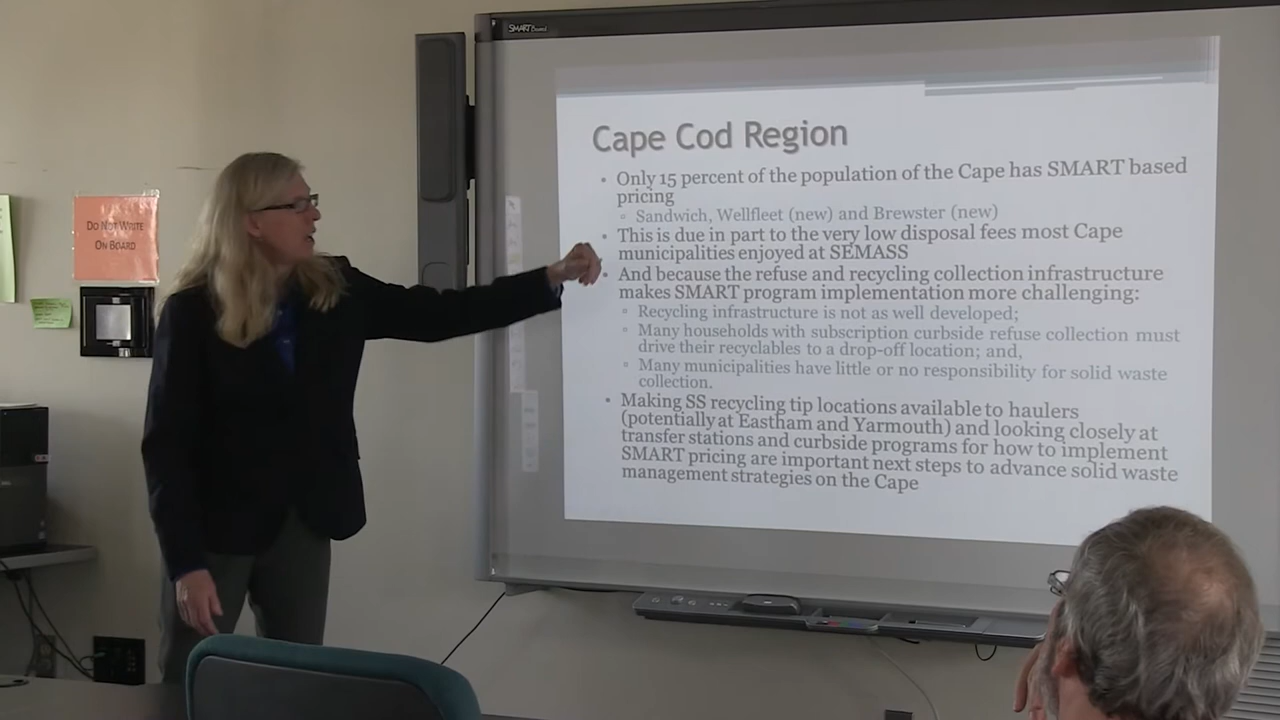 SMART Board
Cape Cod Region
• Only 15 percent of the population of the Cape has SMART based
pricing
▫ Sandwich, Wellfleet (new) and Brewster (new)
• This is due in part to the very low disposal fees most Cape
municipalities enjoyed at SEMASS
• And because the refuse and recycling collection infrastructure
makes SMART program implementation more challenging:
▫ Recycling infrastructure is not as well developed;
▫ Many households with subscription curbside refuse collection must
drive their recyclables to a drop-off location; and,
▫ Many municipalities have little or no responsibility for solid waste
collection.
• Making SS recycling tip locations available to haulers
(potentially at Eastham and Yarmouth) and looking closely at
transfer stations and curbside programs for how to implement
SMART pricing are important next steps to advance solid waste
management strategies on the Cape
DO NOT WRITE
ON BOARD